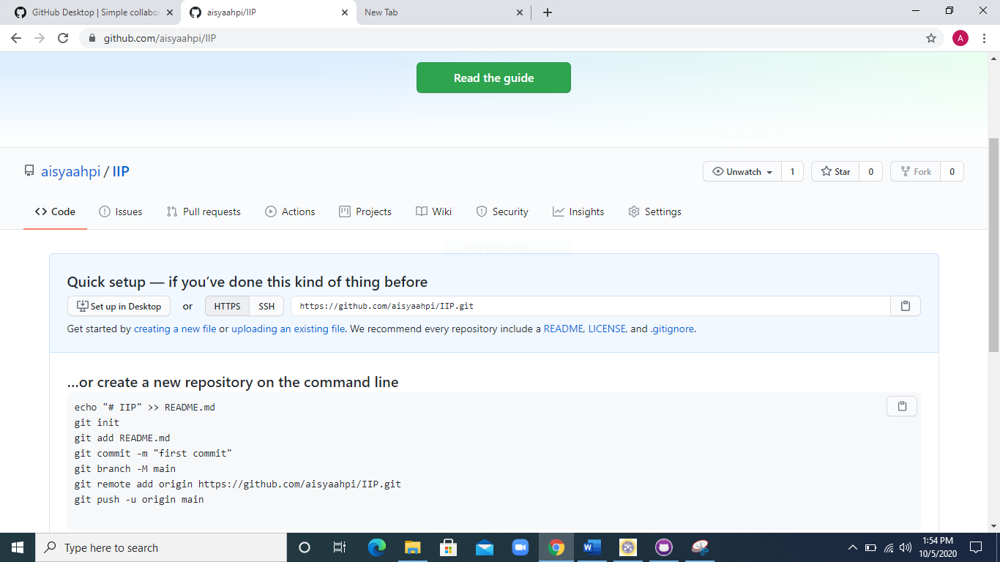 GitHub Desktop | Simple collabo
aisyaahpi/IIP
New Tab
github.com/aisyaahpi/IIP
A
Read the guide
aisyaahpi / IIP
Unwatch 1
Star 0
Fork 0
Code Issues Pull requests Actions Projects Wiki Security Insights Settings
Full-screen Snip
Quick setup — if you’ve done this kind of thing before
Set up in Desktop or HTTPS SSH https://github.com/aisyaahpi/IIP.git
Get started by creating a new file or uploading an existing file. We recommend every repository include a README, LICENSE, and .gitignore.
…or create a new repository on the command line
echo "# IIP" >> README.md
git init
git add README.md
git commit -m "first commit"
git branch -M main
git remote add origin https://github.com/aisyaahpi/IIP.git
git push -u origin main
Type here to search
1:54 PM
10/5/2020